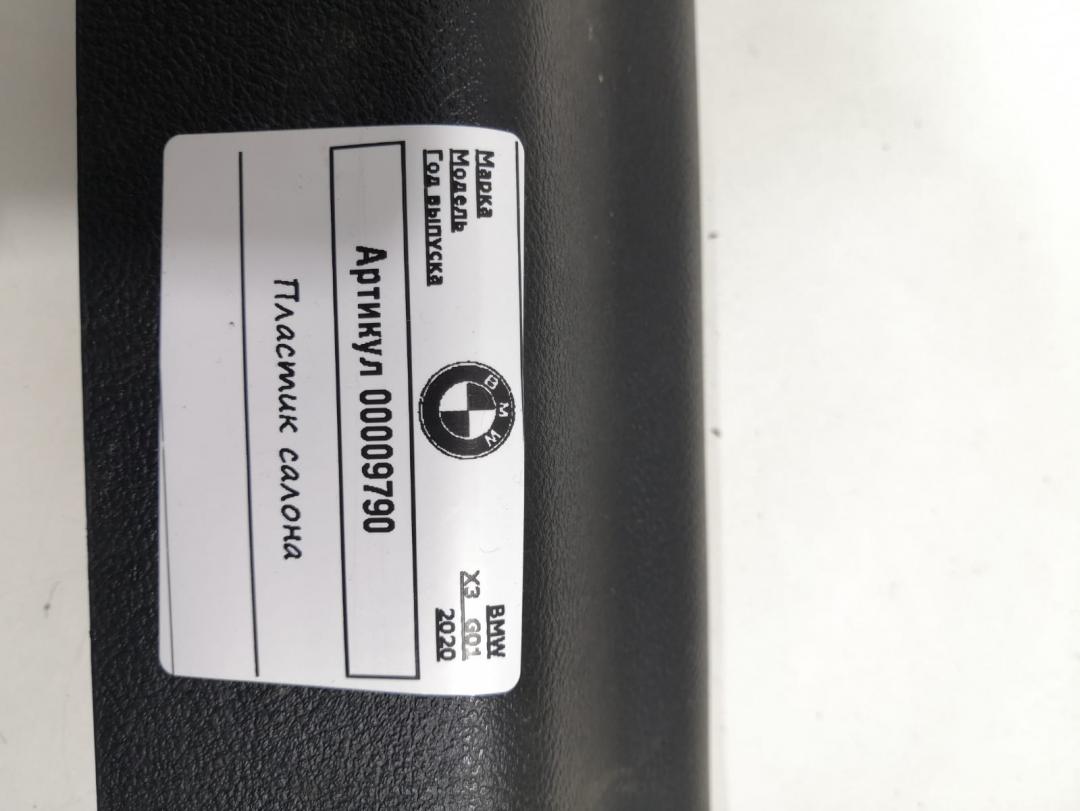 Марка BMW
Модель X3 G01
Год выпуска 2020
BMW
Артикул 00009790
Пластик салона